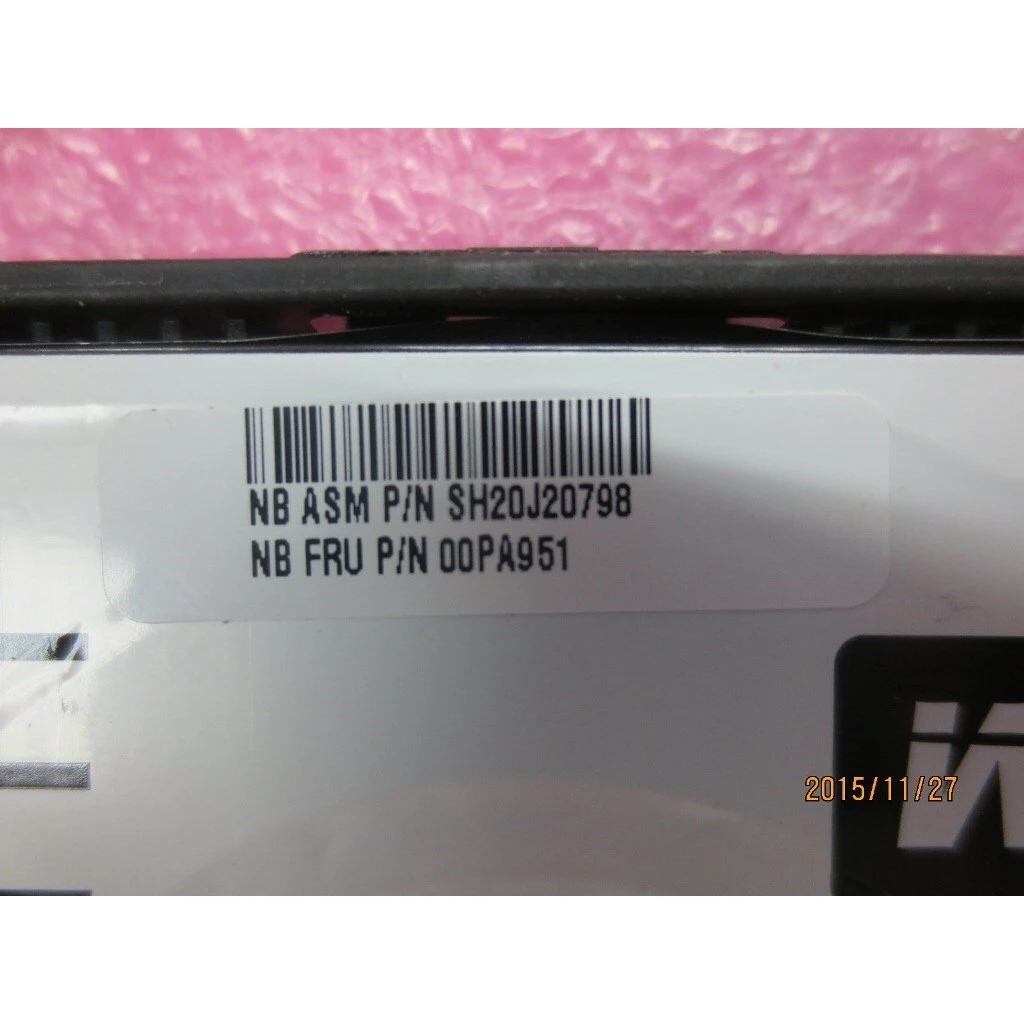 NB ASM P/N SH20J20798
NB FRU P/N 00PA951
2015/11/27